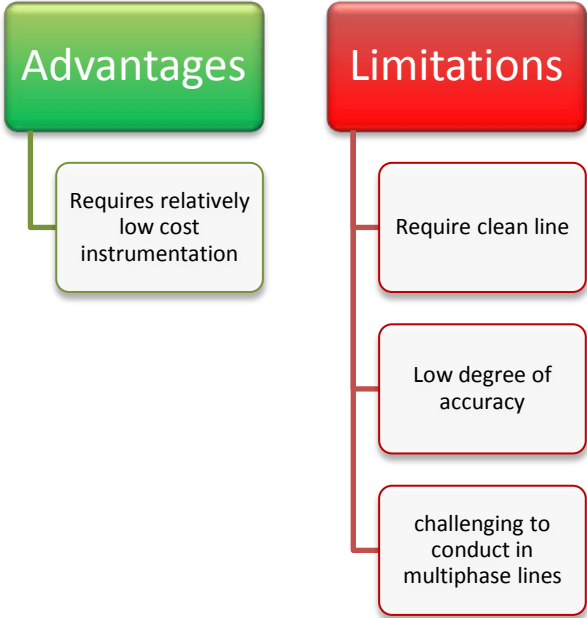 Advantages
Requires relatively
low cost
instrumentation
Limitations
Require clean line
Low degree of
accuracy
challenging to
conduct in
multiphase lines